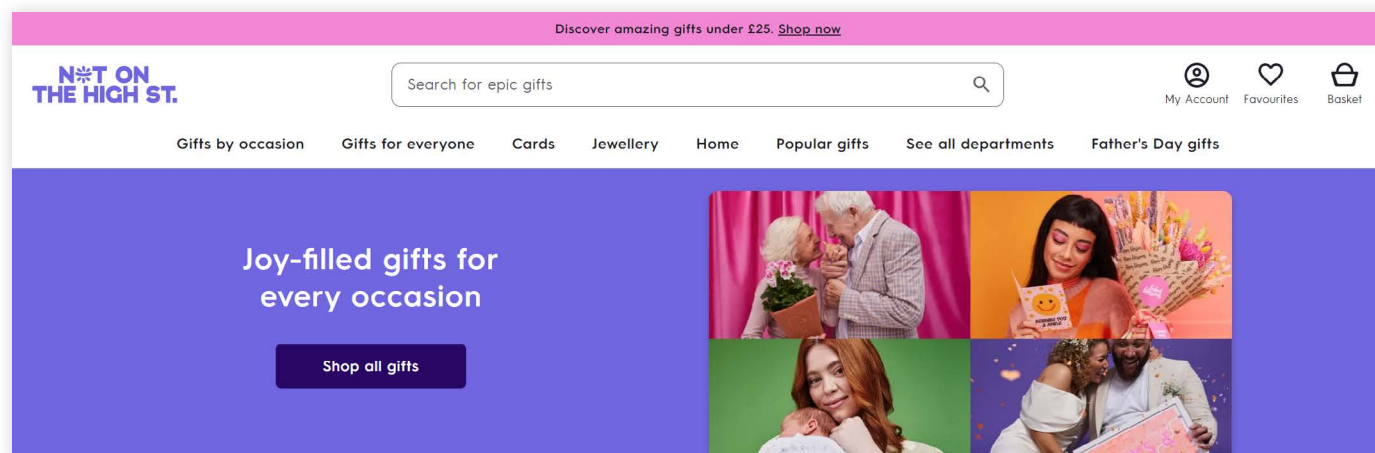 Discover amazing gifts under £25. Shop now
NOT ON
THE HIGH ST.
Search for epic gifts
My Account
Favourites
Basket
Gifts by occasion
Gifts for everyone
Cards
Jewellery
Home
Popular gifts
See all departments
Father's Day gifts
Joy-filled gifts for
every occasion
Shop all gifts